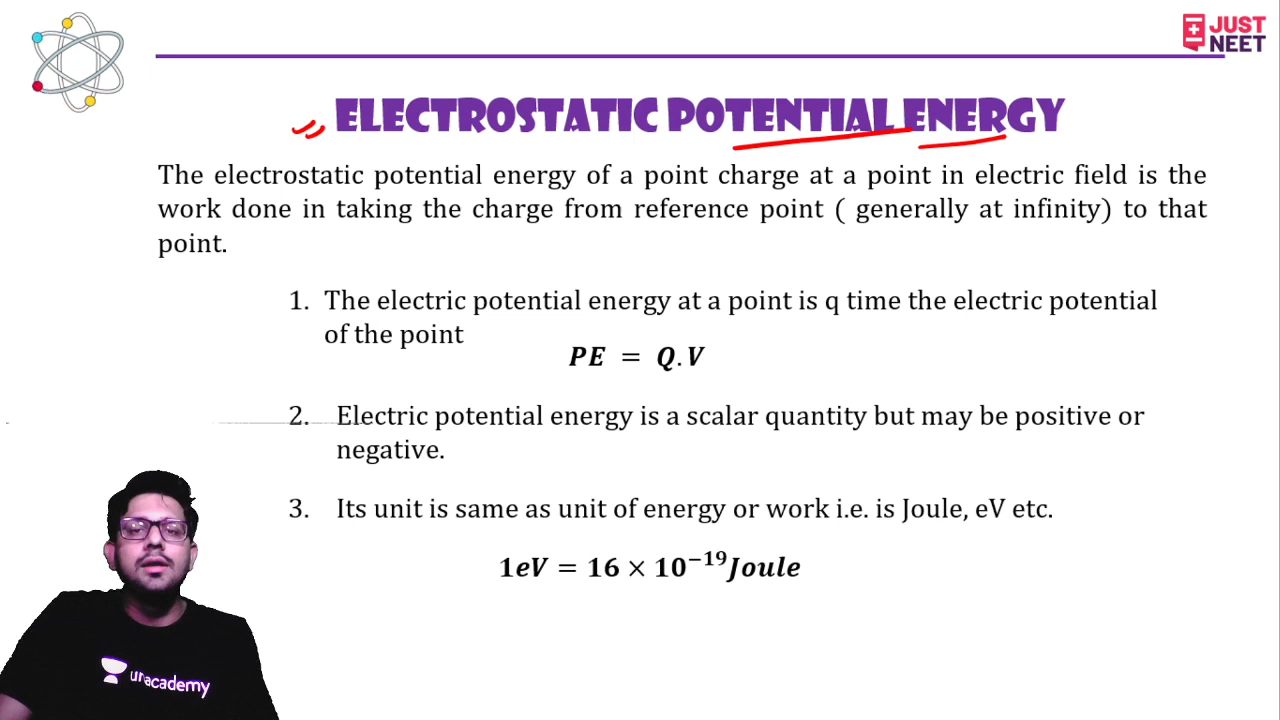 JUST
NEET
ELECTROSTATIC POTENTIAL ENERGY
The electrostatic potential energy of a point charge at a point in electric field is the
work done in taking the charge from reference point ( generally at infinity) to that
point.
1. The electric potential energy at a point is q time the electric potential
of the point
PE = Q.V
2. Electric potential energy is a scalar quantity but may be positive or
negative.
3. Its unit is same as unit of energy or work i.e. is Joule, eV etc.
1eV = 16 × 10⁻¹⁹Joule
unacademy